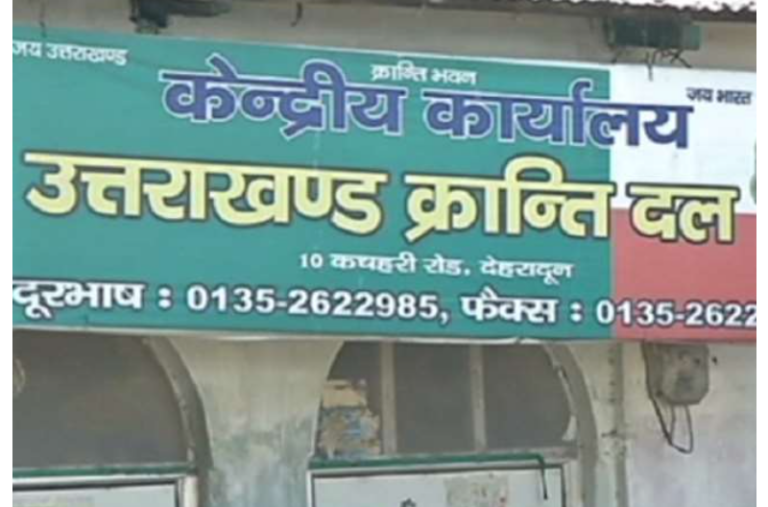 जय उत्तराखण्ड
क्रान्ति भवन
जय भारत
केन्द्रीय कार्यालय
उत्तराखण्ड क्रान्ति दल
10 कचहरी रोड, देहरादून
दूरभाष : 0135-2622985, फैक्स : 0135-2622